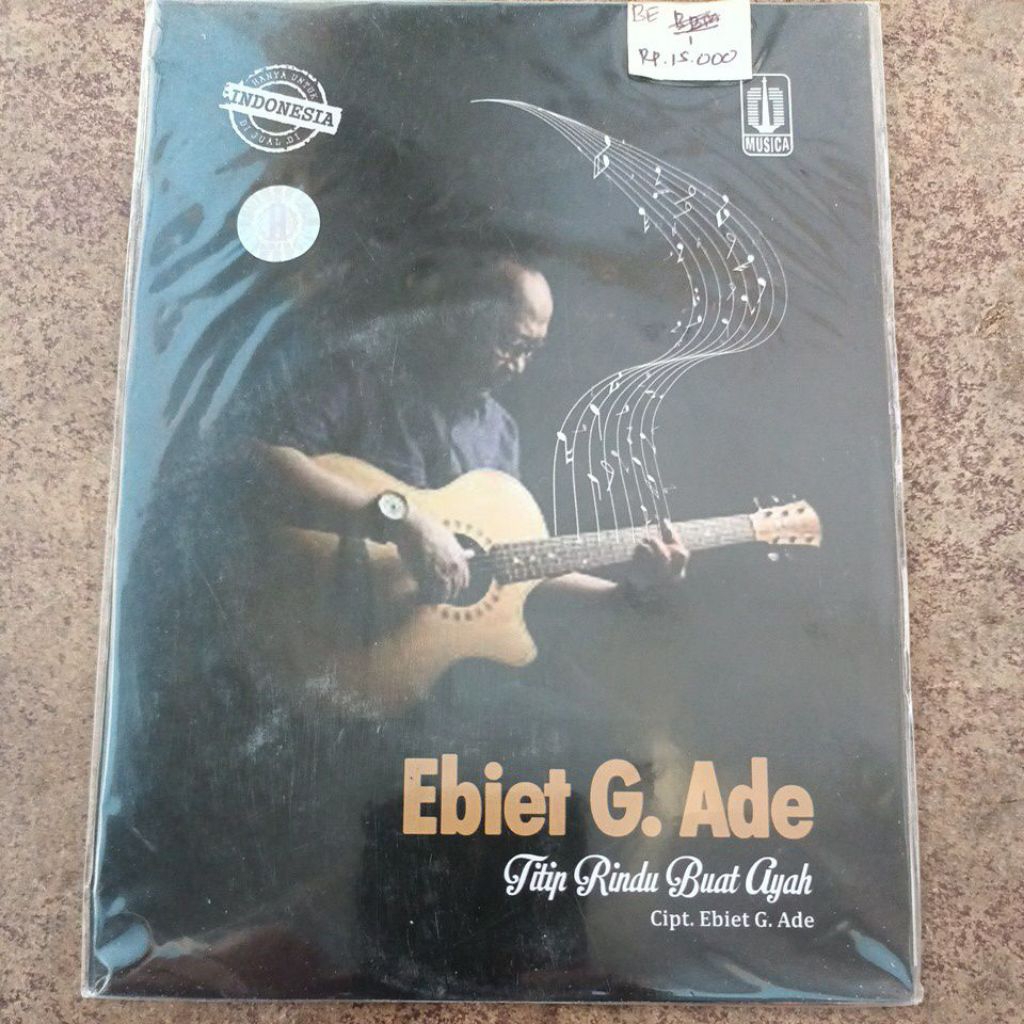 BE
Rp. 15.000
HANYA UNTUK
INDONESIA
DI JUAL DI
MUSICA
Ebiet G. Ade
Titip Rindu Buat Ayah
Cipt. Ebiet G. Ade